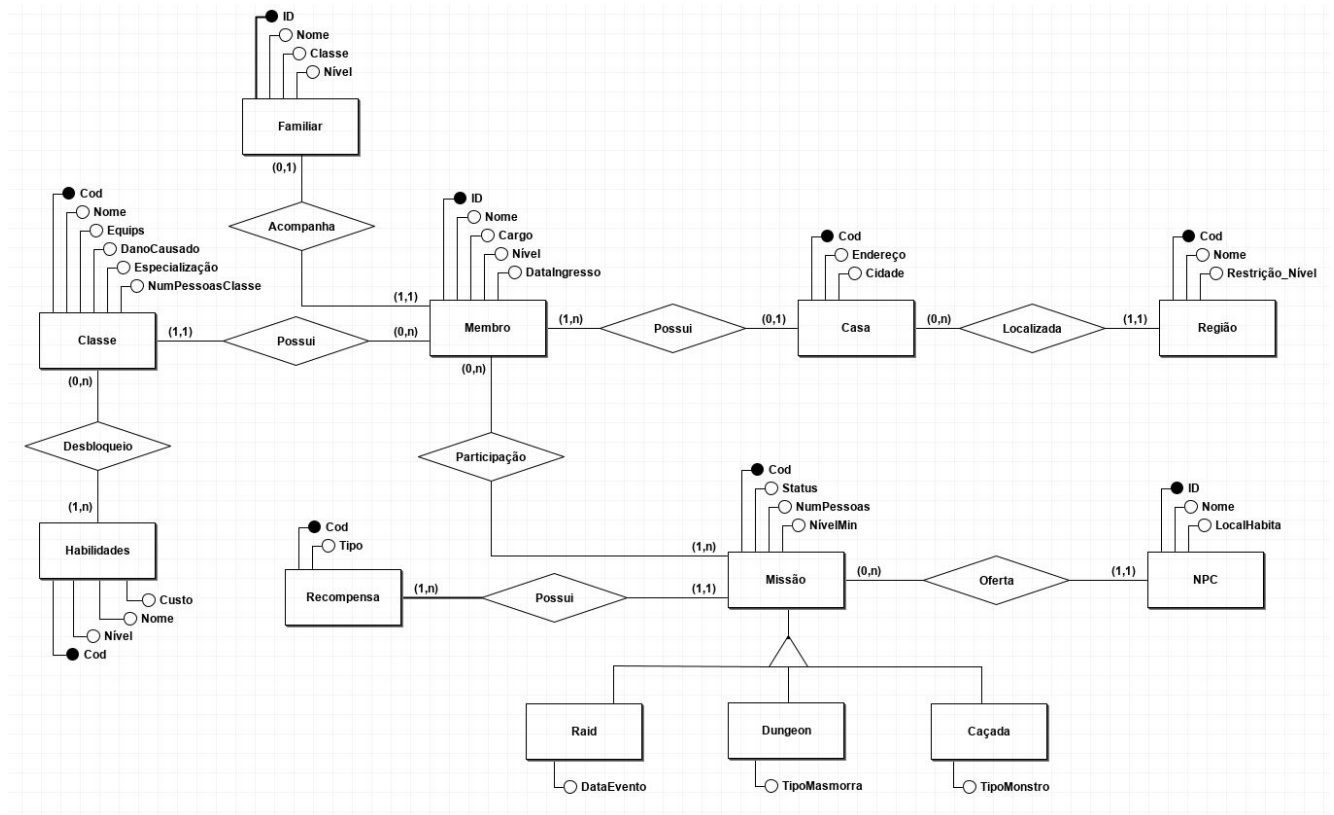 ID
Nome
Classe
Nível
Familiar
(0,1)
Acompanha
(1,1)
Cod
Nome
Equips
DanoCausado
Especialização
NumPessoasClasse
Classe
(1,1)
Possui
(0,n)
ID
Nome
Cargo
Nível
DataIngresso
Membro
(1,n)
Possui
(0,1)
Cod
Endereço
Cidade
Casa
(0,n)
Localizada
(1,1)
Cod
Nome
Restrição_Nível
Região
(0,n)
Desbloqueio
(1,n)
Habilidades
Custo
Nome
Nível
Cod
(0,n)
Participação
(1,n)
Cod
Tipo
Recompensa
(1,n)
Possui
(1,1)
Cod
Status
NumPessoas
NívelMin
Missão
(0,n)
Oferta
(1,1)
ID
Nome
LocalHabita
NPC
Raid
DataEvento
Dungeon
TipoMasmorra
Caçada
TipoMonstro